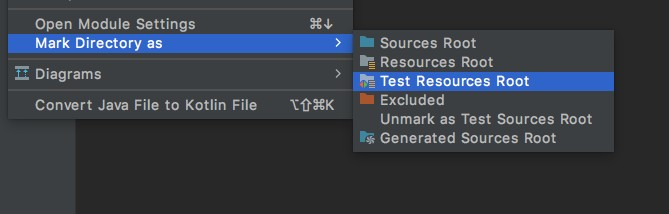 Open Module Settings ⌘↓
Mark Directory as
Diagrams
Convert Java File to Kotlin File ⌥⇧⌘K
Sources Root
Resources Root
Test Resources Root
Excluded
Unmark as Test Sources Root
Generated Sources Root